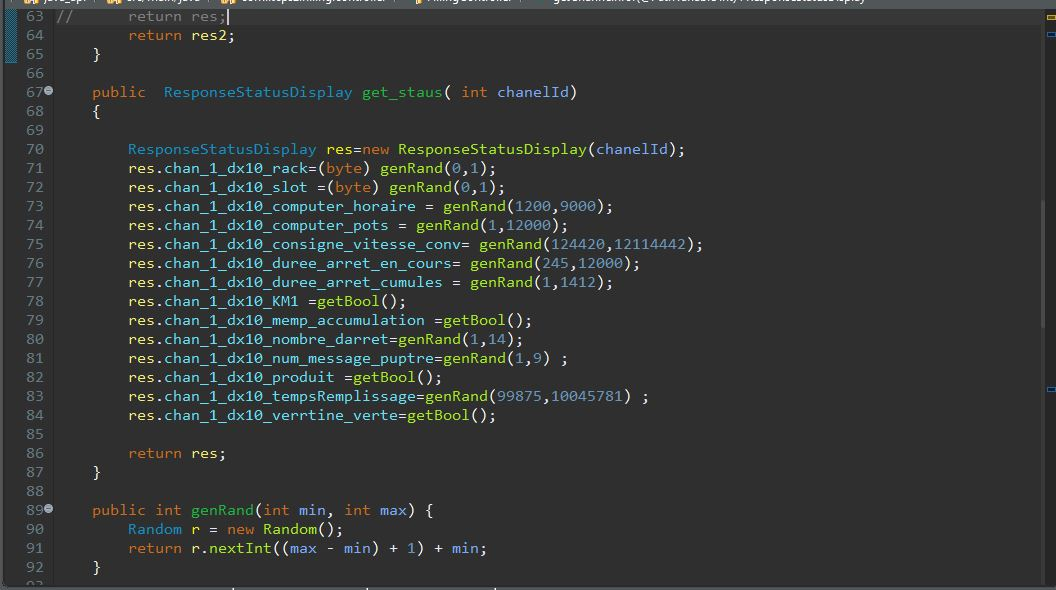 63 //      return res;
64         return res2;
65     }
66
67     public  ResponseStatusDisplay get_staus( int chanelId)
68     {
69
70         ResponseStatusDisplay res=new ResponseStatusDisplay(chanelId);
71         res.chan_1_dx10_rack=(byte) genRand(0,1);
72         res.chan_1_dx10_slot =(byte) genRand(0,1);
73         res.chan_1_dx10_computer_horaire = genRand(1200,9000);
74         res.chan_1_dx10_computer_pots = genRand(1,12000);
75         res.chan_1_dx10_consigne_vitesse_conv= genRand(124420,12114442);
76         res.chan_1_dx10_duree_arret_en_cours= genRand(245,12000);
77         res.chan_1_dx10_duree_arret_cumules = genRand(1,1412);
78         res.chan_1_dx10_KM1 =getBool();
79         res.chan_1_dx10_memp_accumulation =getBool();
80         res.chan_1_dx10_nombre_darret=genRand(1,14);
81         res.chan_1_dx10_num_message_puptre=genRand(1,9) ;
82         res.chan_1_dx10_produit =getBool();
83         res.chan_1_dx10_tempsRemplissage=genRand(99875,10045781) ;
84         res.chan_1_dx10_verrtine_verte=getBool();
85
86         return res;
87     }
88
89     public int genRand(int min, int max) {
90         Random r = new Random();
91         return r.nextInt((max - min) + 1) + min;
92     }